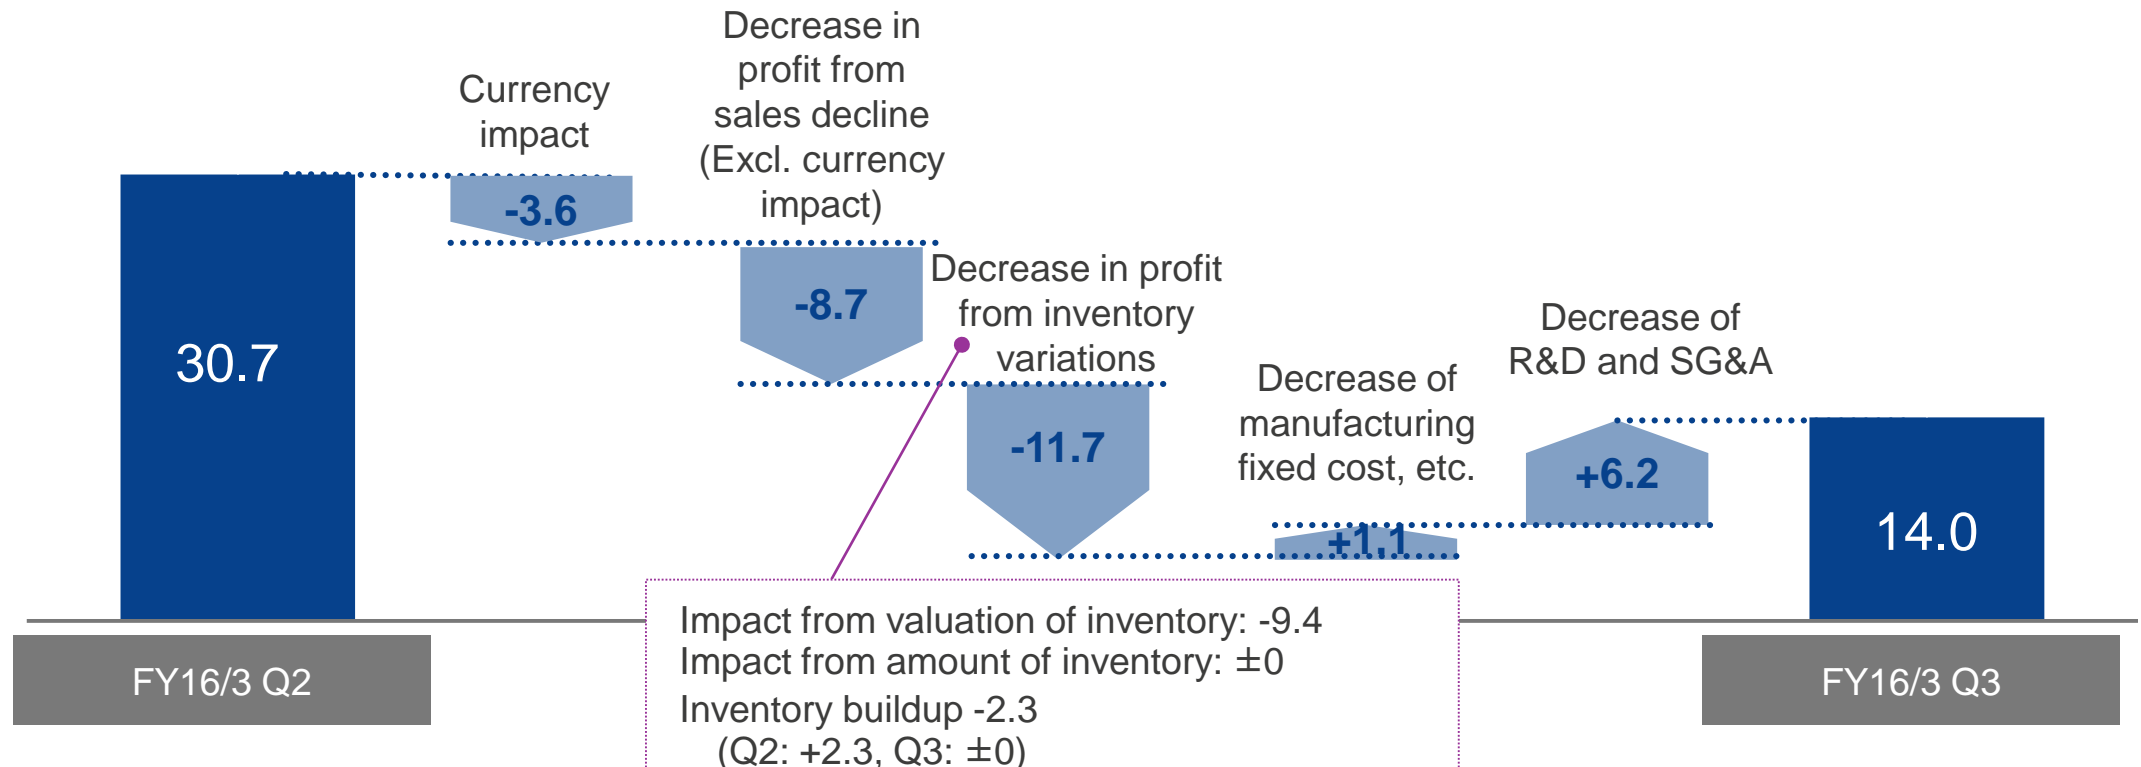 Currency
impact
-3.6
Decrease in
profit from
sales decline
(Excl. currency
impact)
-8.7
Decrease in profit
from inventory
variations
-11.7
Decrease of
manufacturing
fixed cost, etc.
+1.1
Decrease of
R&D and SG&A
+6.2
30.7
14.0
Impact from valuation of inventory: -9.4
Impact from amount of inventory: ±0
Inventory buildup -2.3
(Q2: +2.3, Q3: ±0)
FY16/3 Q2
FY16/3 Q3